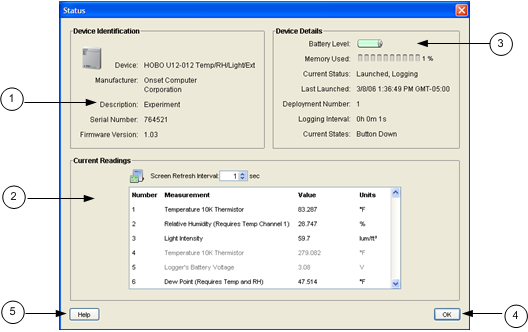 Status
Device Identification
Device: HOBO U12-012 Temp/RH/Light/Ext
Manufacturer: Onset Computer
Corporation
Description: Experiment
Serial Number: 764521
Firmware Version: 1.03
1
Device Details
Battery Level:
Memory Used: 1 %
Current Status: Launched, Logging
Last Launched: 3/8/06 1:36:49 PM GMT-05:00
Deployment Number: 1
Logging Interval: 0h 0m 1s
Current States: Button Down
3
Current Readings
Screen Refresh Interval: 1 sec
Number Measurement Value Units
1 Temperature 10K Thermistor 83.287 °F
2 Relative Humidity (Requires Temp Channel 1) 28.747 %
3 Light Intensity 59.7 lum/ft²
4 Temperature 10K Thermistor 279.082 °F
5 Logger's Battery Voltage 3.08 V
6 Dew Point (Requires Temp and RH) 47.514 °F
2
5
Help
OK
4